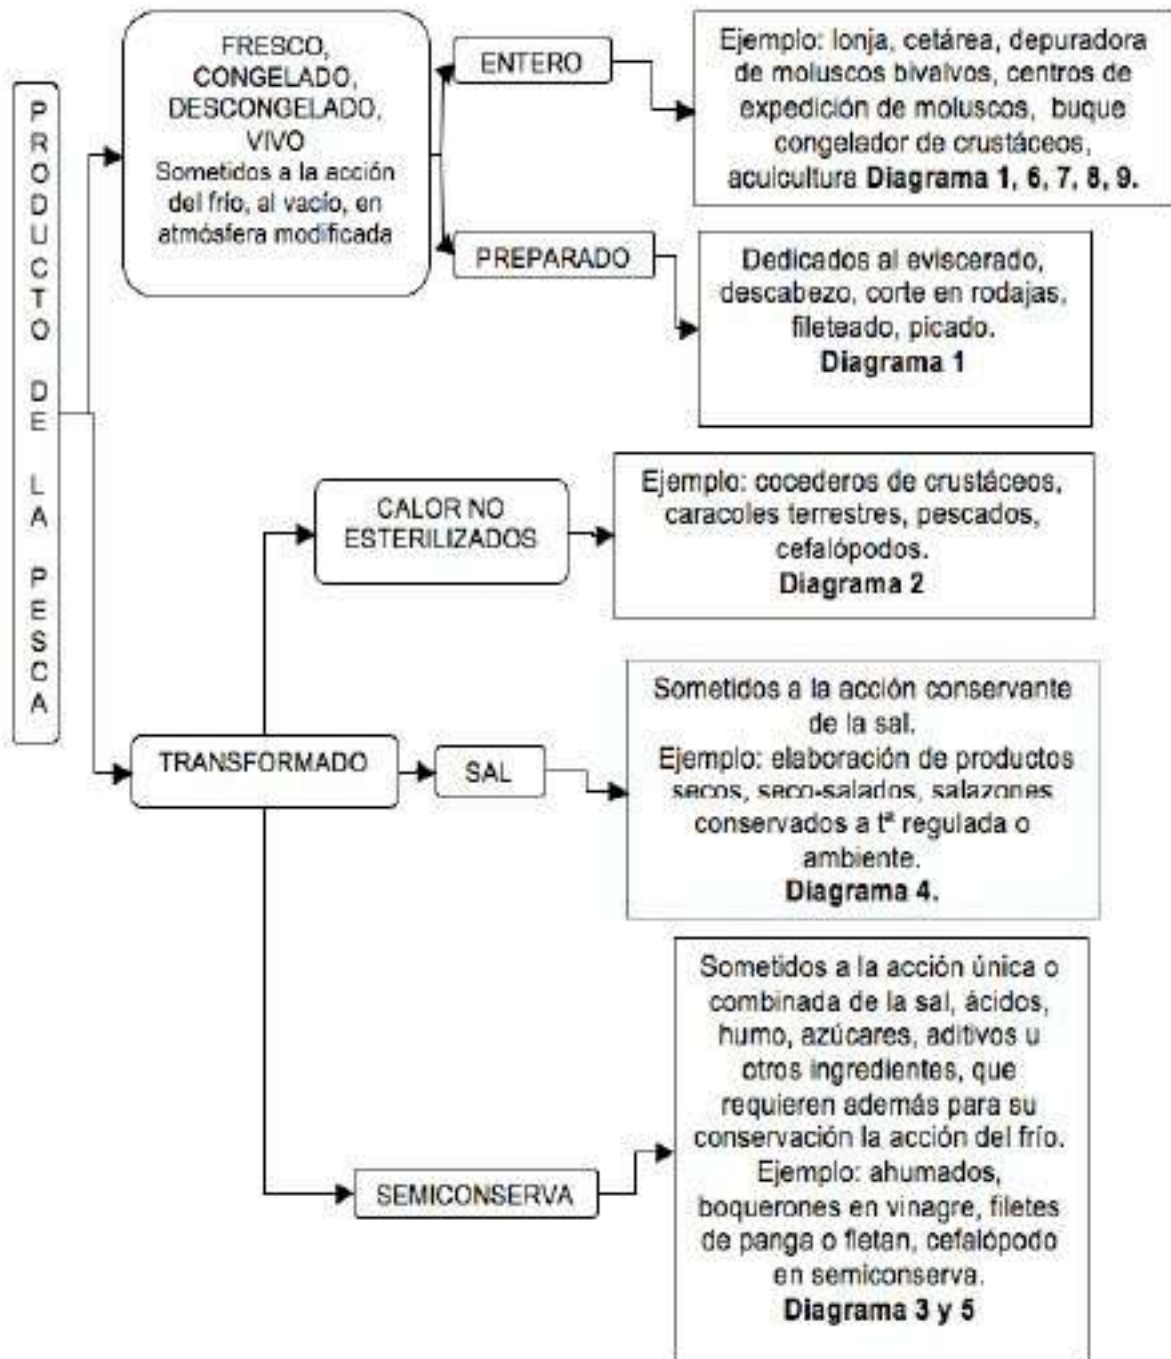 PRODUCTO DE LA PESCA
FRESCO,
CONGELADO,
DESCONGELADO,
VIVO
Sometidos a la acción
del frío, al vacío, en
atmósfera modificada
ENTERO
Ejemplo: lonja, cetárea, depuradora
de moluscos bivalvos, centros de
expedición de moluscos, buque
congelador de crustáceos,
acuicultura Diagrama 1, 6, 7, 8, 9.
PREPARADO
Dedicados al eviscerado,
descabezo, corte en rodajas,
fileteado, picado.
Diagrama 1
CALOR NO
ESTERILIZADOS
Ejemplo: cocederos de crustáceos,
caracoles terrestres, pescados,
cefalópodos.
Diagrama 2
TRANSFORMADO
SAL
Sometidos a la acción conservante
de la sal.
Ejemplo: elaboración de productos
secos, seco-salados, salazones
conservados a tª regulada o
ambiente.
Diagrama 4.
SEMICONSERVA
Sometidos a la acción única o
combinada de la sal, ácidos,
humo, azúcares, aditivos u
otros ingredientes, que
requieren además para su
conservación la acción del frío.
Ejemplo: ahumados,
boquerones en vinagre, filetes
de panga o fletan, cefalópodo
en semiconserva.
Diagrama 3 y 5